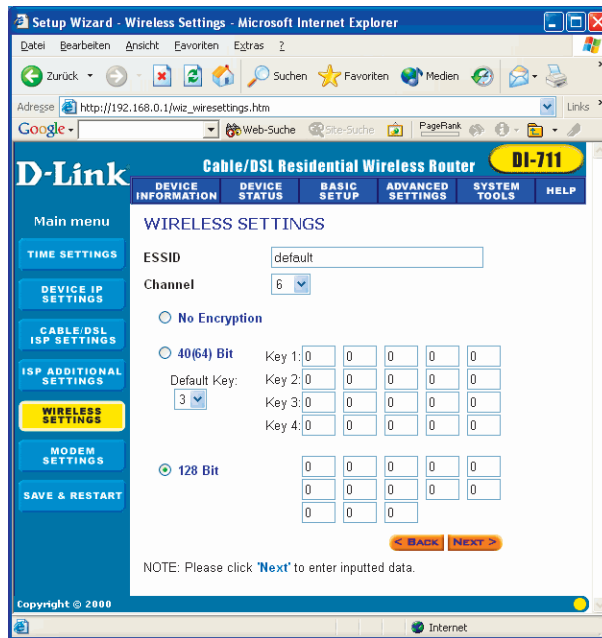 Setup Wizard - Wireless Settings - Microsoft Internet Explorer
Datei Bearbeiten Ansicht Favoriten Extras ?
Zurück Suchen Favoriten Medien
Adresse http://192.168.0.1/wiz_wiresettings.htm Links
Google Web-Suche Site-Suche PageRank
D-Link Cable/DSL Residential Wireless Router DI-711
DEVICE INFORMATION DEVICE STATUS BASIC SETUP ADVANCED SETTINGS SYSTEM TOOLS HELP
Main menu
TIME SETTINGS
DEVICE IP
SETTINGS
CABLE/DSL
ISP SETTINGS
ISP ADDITIONAL
SETTINGS
WIRELESS
SETTINGS
MODEM
SETTINGS
SAVE & RESTART
WIRELESS SETTINGS
ESSID default
Channel 6
No Encryption
40(64) Bit Key 1: 0 0 0 0 0
Default Key: Key 2: 0 0 0 0 0
3 Key 3: 0 0 0 0 0
Key 4: 0 0 0 0 0
128 Bit 0 0 0 0 0
0 0 0 0 0
0 0 0
< BACK NEXT >
NOTE: Please click 'Next' to enter inputted data.
Copyright © 2000
Internet